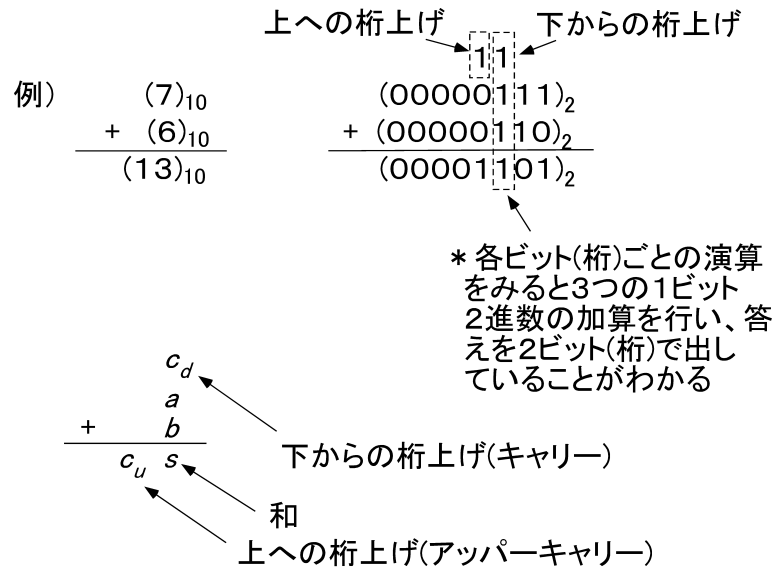 上への桁上げ 下からの桁上げ
1 1
例) (7)10 (00000111)2
+ (6)10 + (00000110)2
(13)10 (00001101)2
* 各ビット(桁)ごとの演算
をみると3つの1ビット
2進数の加算を行い、答
えを2ビット(桁)で出し
ていることがわかる
cd
a
+ b
cu s
下からの桁上げ(キャリー)
和
上への桁上げ(アッパーキャリー)